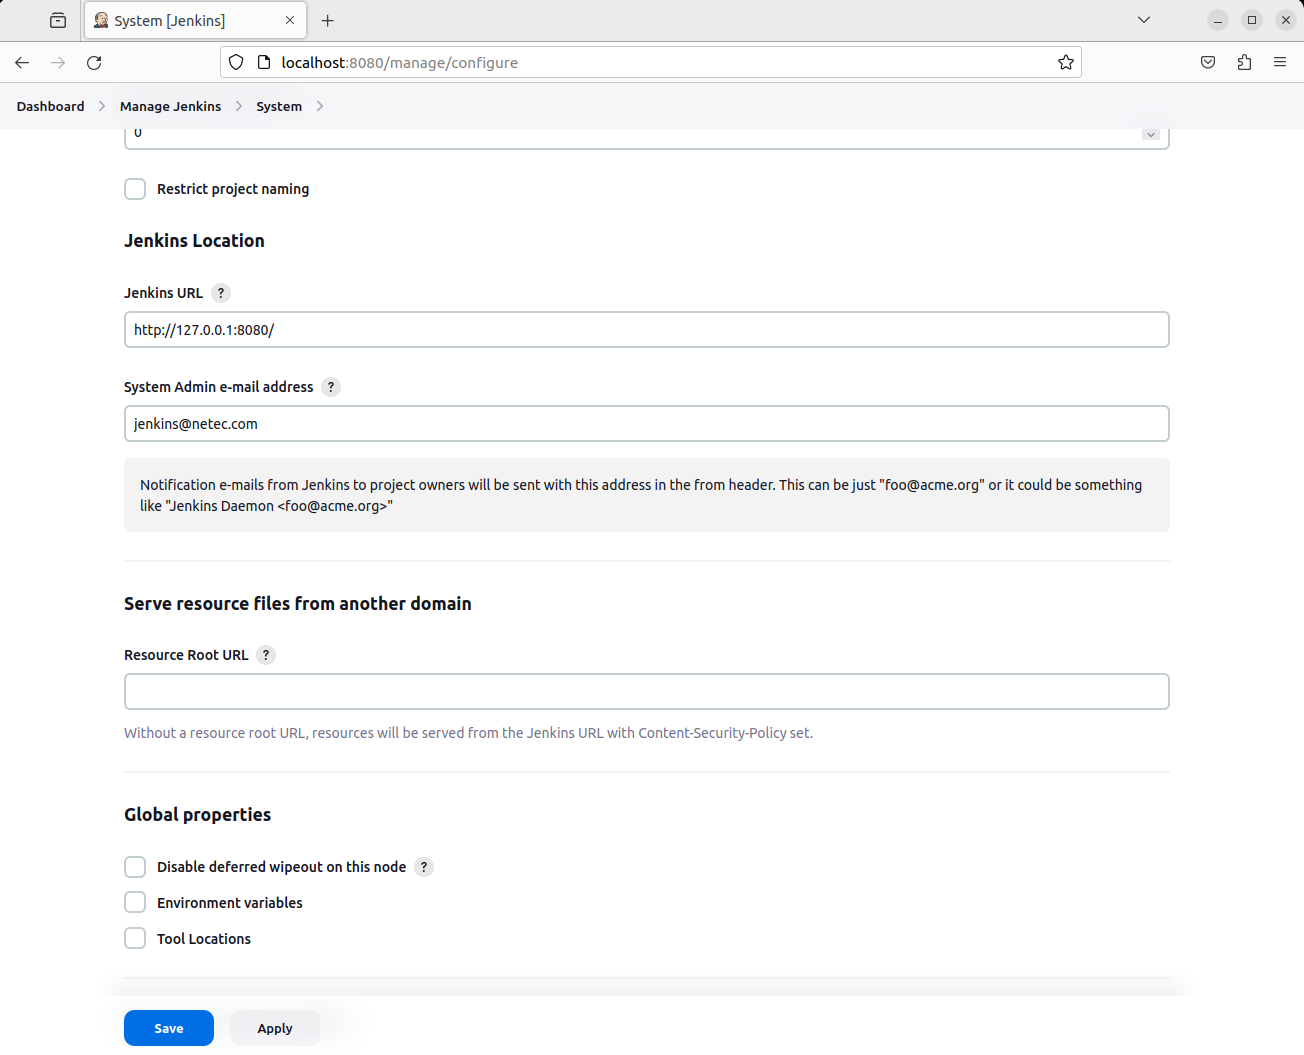 System [Jenkins]
localhost:8080/manage/configure
Dashboard
Manage Jenkins
System
0
Restrict project naming
Jenkins Location
Jenkins URL ?
http://127.0.0.1:8080/
System Admin e-mail address ?
jenkins@netec.com
Notification e-mails from Jenkins to project owners will be sent with this address in the from header. This can be just "foo@acme.org" or it could be something
like "Jenkins Daemon <foo@acme.org>"
Serve resource files from another domain
Resource Root URL ?
Without a resource root URL, resources will be served from the Jenkins URL with Content-Security-Policy set.
Global properties
Disable deferred wipeout on this node ?
Environment variables
Tool Locations
Save
Apply